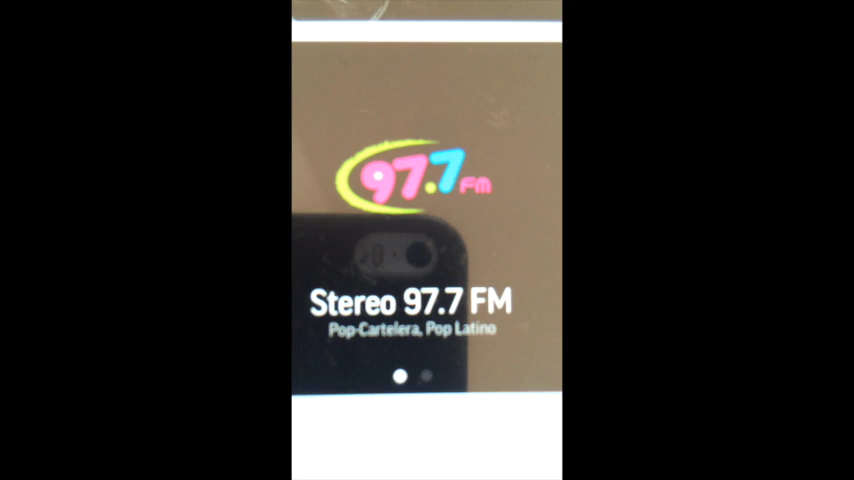 97.7 FM
Stereo 97.7 FM
Pop-Cartelera, Pop Latino